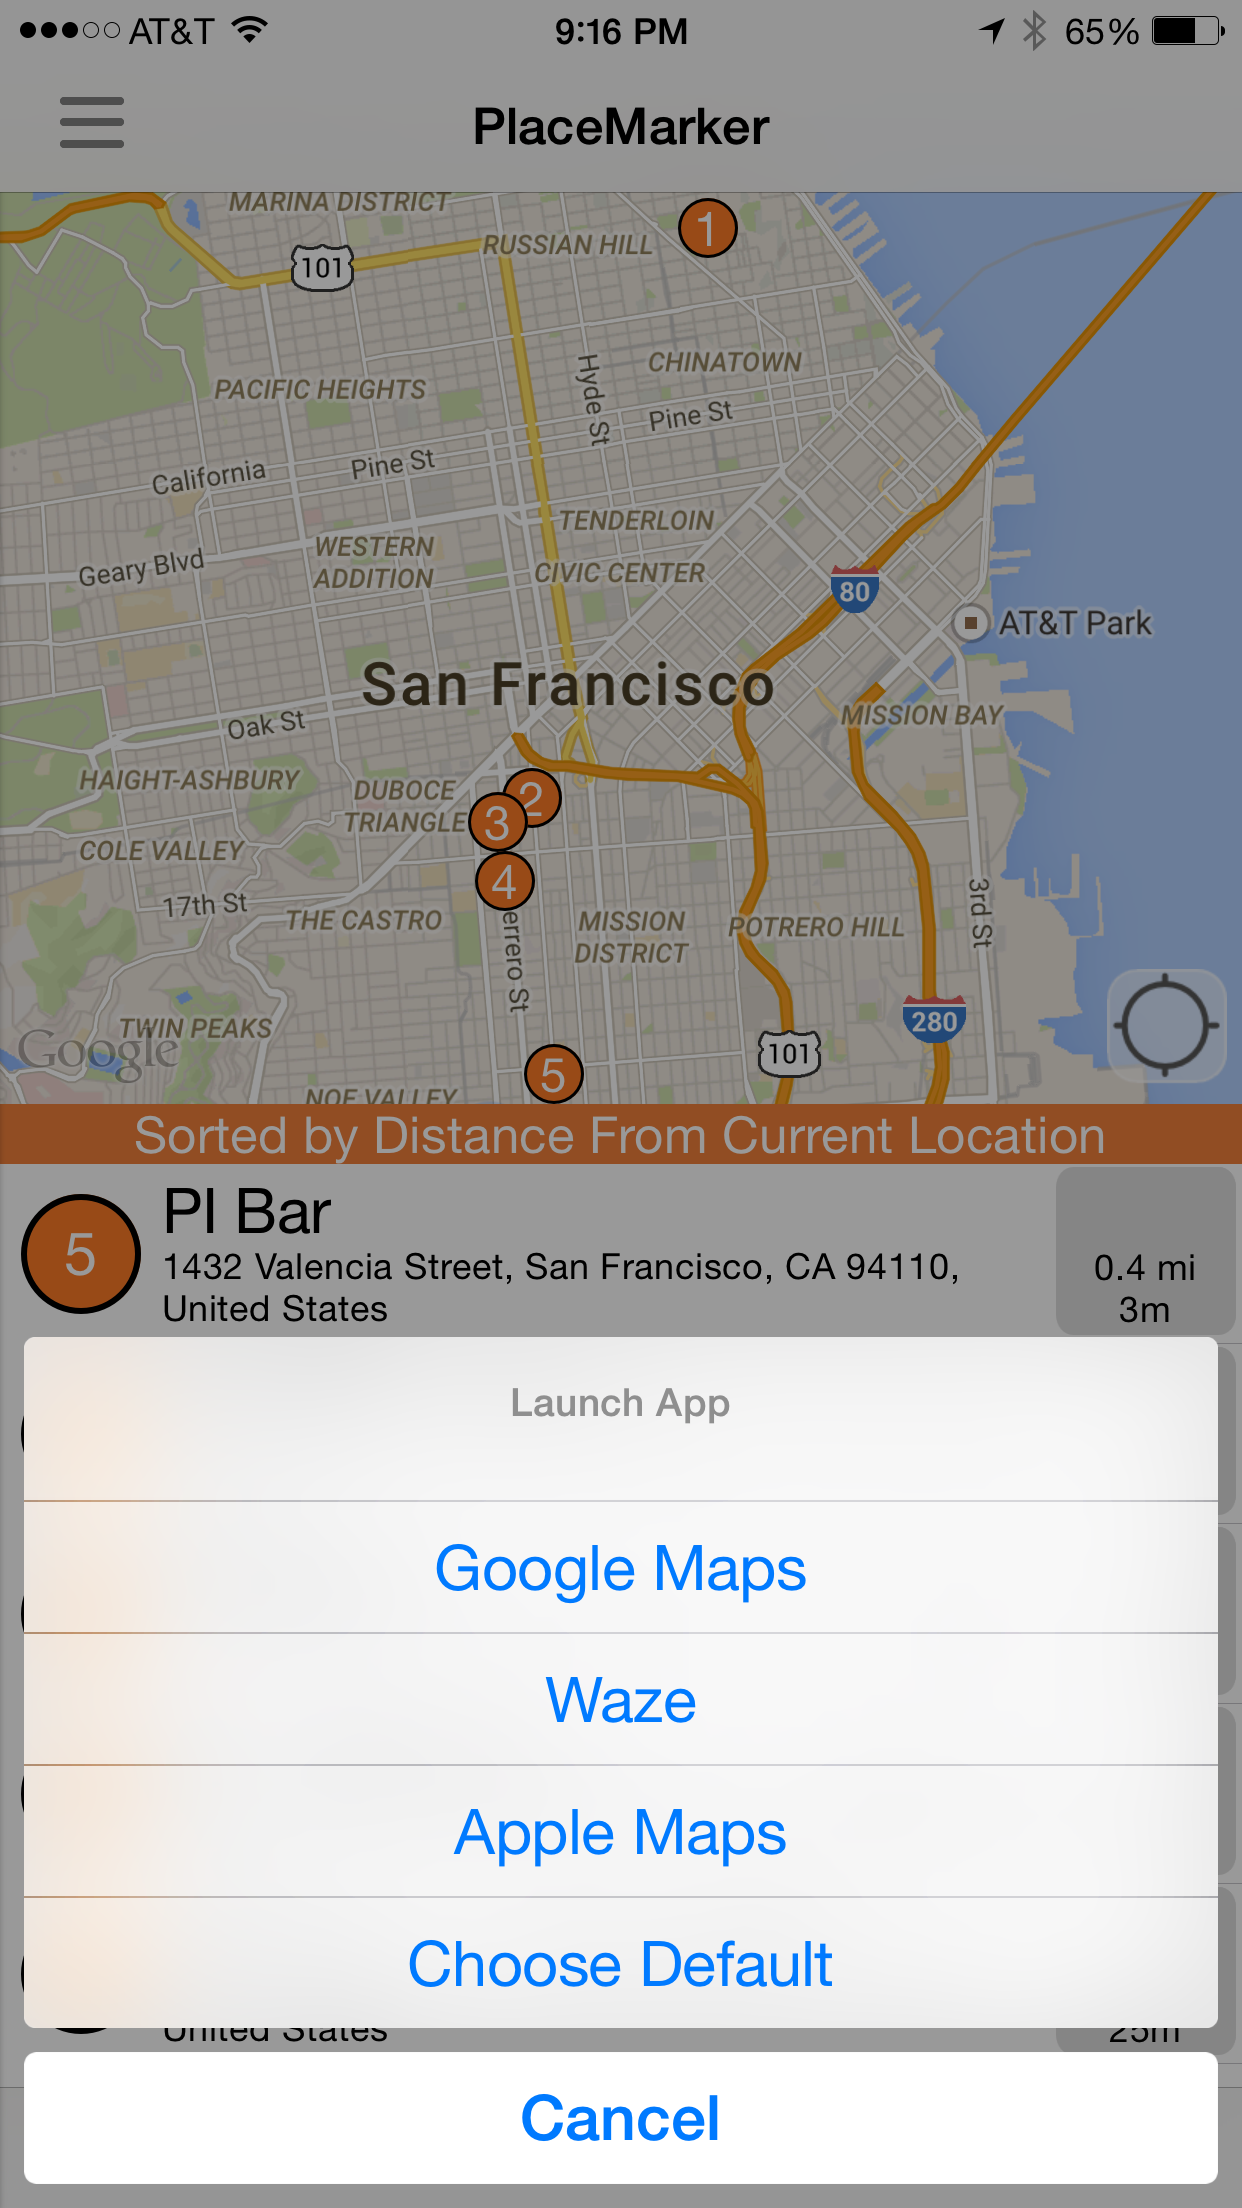 AT&T 9:16 PM 65%
PlaceMarker
MARINA DISTRICT
1
RUSSIAN HILL
101
CHINATOWN
Hyde St
PACIFIC HEIGHTS
Pine St
California
Pine St
TENDERLOIN
WESTERN
ADDITION
Geary Blvd
CIVIC CENTER
80
AT&T Park
San Francisco
Oak St
MISSION BAY
HAIGHT-ASHBURY
DUBOCE
TRIANGLE
2
3
COLE VALLEY
4
17th St
THE CASTRO
3rd St
MISSION
DISTRICT
POTRERO HILL
errero St
TWIN PEAKS
Google
280
101
5
NOE VALLEY
Sorted by Distance From Current Location
5
PI Bar
1432 Valencia Street, San Francisco, CA 94110,
United States
0.4 mi
3m
Launch App
Google Maps
Waze
Apple Maps
Choose Default
United States
25m
Cancel